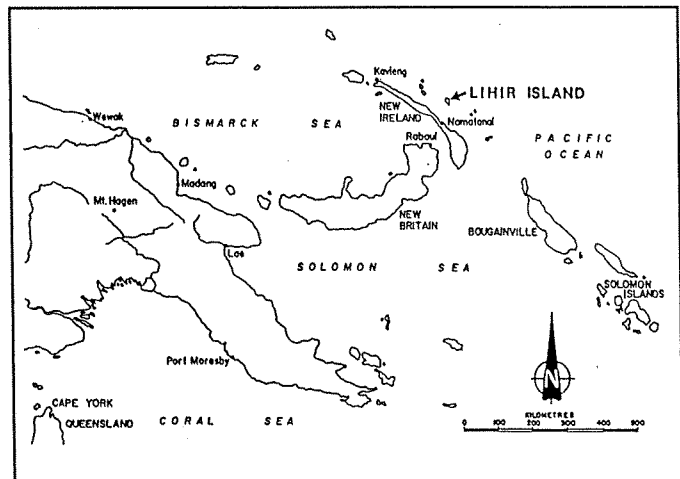 Kavieng
LIHIR ISLAND
NEW
IRELAND
Namatanai
Wewak
BISMARCK SEA
Rabaul
PACIFIC
OCEAN
Madang
Mt. Hagen
NEW
BRITAIN
BOUGAINVILLE
Lae
SOLOMON SEA
SOLOMON
ISLANDS
Port Moresby
N
CAPE YORK
QUEENSLAND
CORAL SEA
KILOMETRES
0 100 200 300 400 500